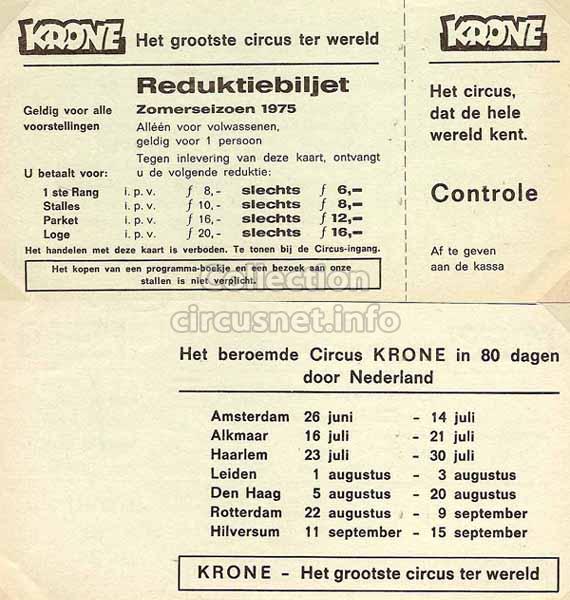 KRONE Het grootste circus ter wereld
Reduktiebiljet
Geldig voor alle voorstellingen
Zomerseizoen 1975
Alléén voor volwassenen,
geldig voor 1 persoon
Tegen inlevering van deze kaart, ontvangt
U betaalt voor: u de volgende reduktie:
1 ste Rang i. p. v. ƒ 8,- slechts ƒ 6,–
Stalles i. p. v. ƒ 10,- slechts ƒ 8,–
Parket i. p. v. ƒ 16,- slechts ƒ 12,–
Loge i. p. v. ƒ 20,- slechts ƒ 16,–
Het handelen met deze kaart is verboden. Te tonen bij de Circus-ingang.
Het kopen van een programma-boekje en een bezoek aan onze
stallen is niet verplicht.
KRONE
Het circus,
dat de hele
wereld kent.
Controle
Af te geven
aan de kassa
Collection
circusnet.info
Het beroemde Circus KRONE in 80 dagen
door Nederland
Amsterdam 26 juni - 14 juli
Alkmaar 16 juli - 21 juli
Haarlem 23 juli - 30 juli
Leiden 1 augustus - 3 augustus
Den Haag 5 augustus - 20 augustus
Rotterdam 22 augustus - 9 september
Hilversum 11 september - 15 september
KRONE - Het grootste circus ter wereld